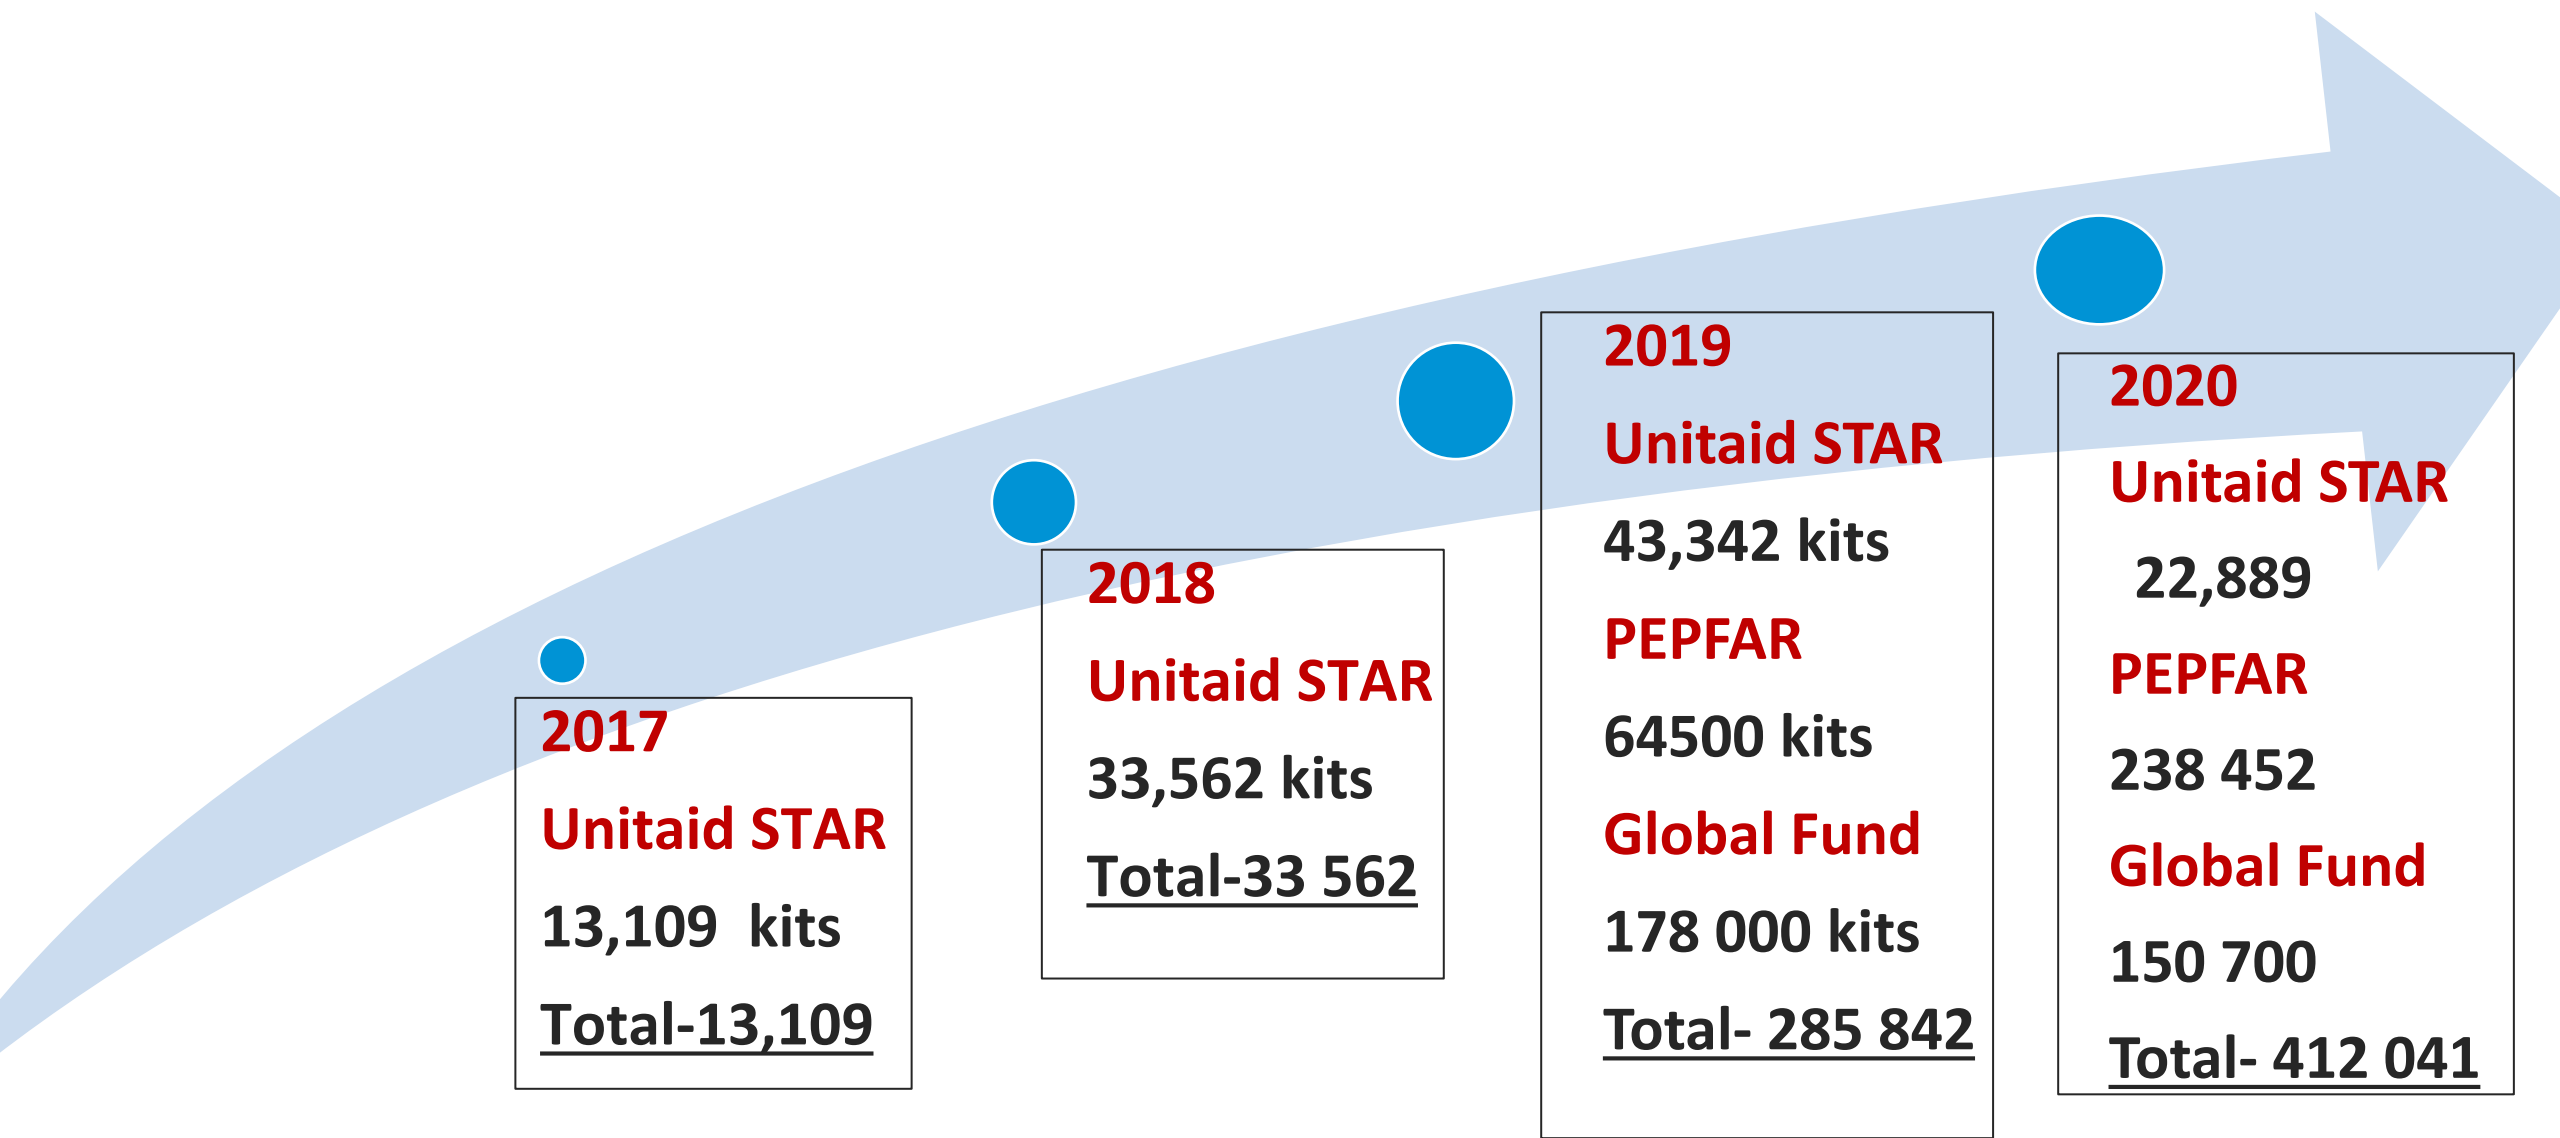 2017
Unitaid STAR
13,109  kits
Total-13,109
2018
Unitaid STAR
33,562 kits
Total-33 562
2019
Unitaid STAR
43,342 kits
PEPFAR
64500 kits
Global Fund
178 000 kits
Total- 285 842
2020
Unitaid STAR
22,889
PEPFAR
238 452
Global Fund
150 700
Total- 412 041